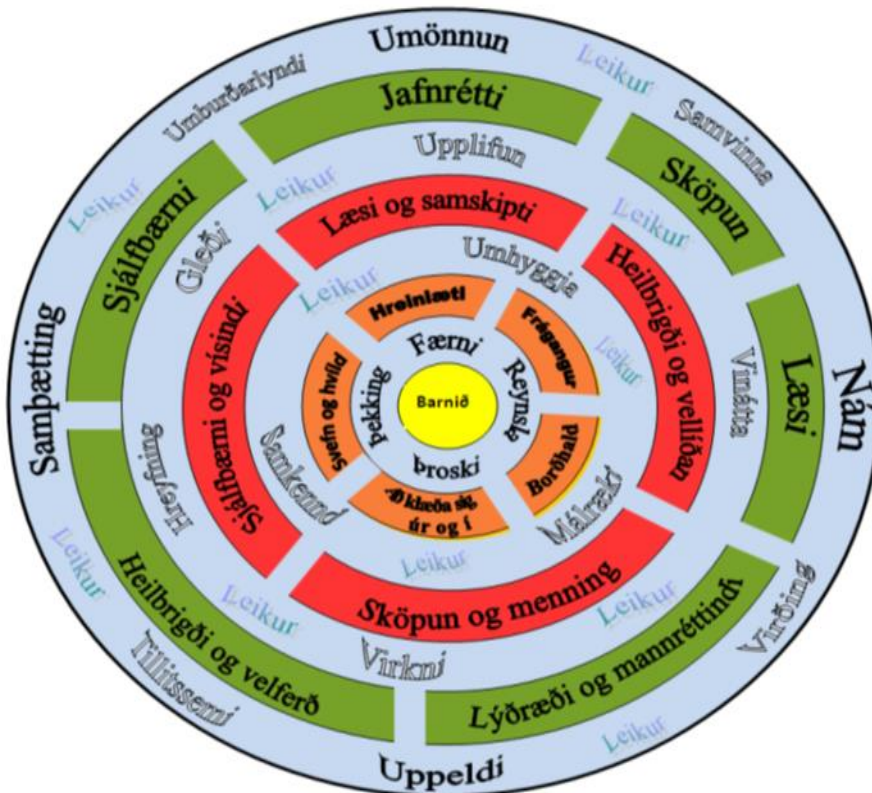 Umönnun
Leikur
Umburðarlyndi
Samvinna
Jafnrétti
Sköpun
Upplifun
Leikur
Leikur
Leikur
Sjálfbærni
Gleði
Læsi og samskipti
Umhyggja
Heilbrigði og vellíðan
Leikur
Hreinlæti
Frágangur
Leikur
Færni
Reynsla
Þekking
Barnið
Þroski
Svefn og hvíld
Borðhald
Að klæða sig
úr og í
Samþætting
Nám
Læsi
Vinátta
Sjálfbærni og vísindi
Samkennd
Málrækt
Hreyfing
Leikur
Sköpun og menning
Leikur
Leikur
Leikur
Virkni
Heilbrigði og velferð
Lýðræði og mannréttindi
Virðing
Tillitssemi
Leikur
Uppeldi